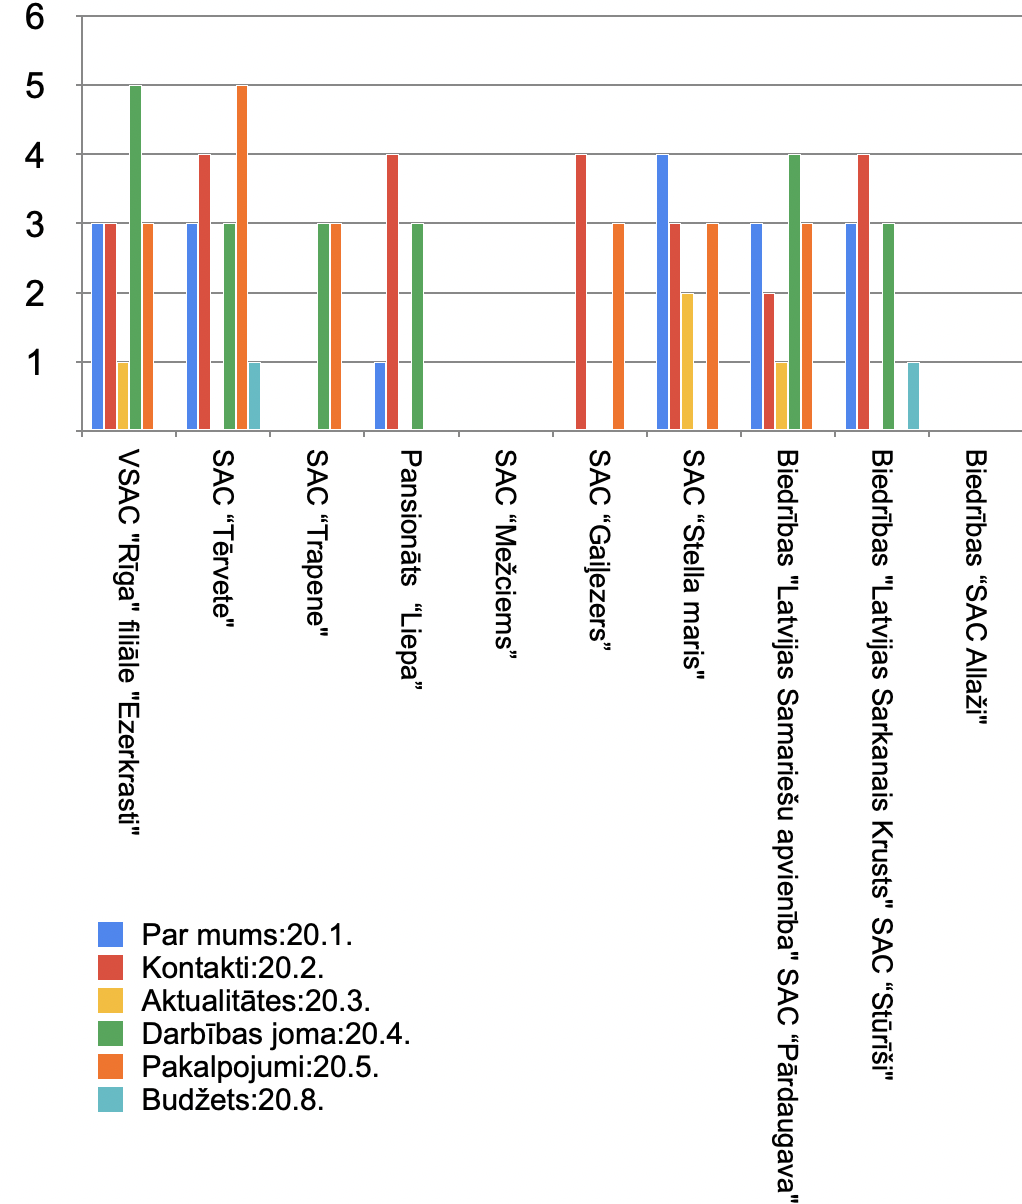 6
5
4
3
2
1
VSAC "Rīga" filiāle "Ezerkrasti"
SAC “Tērvete"
SAC “Trapene"
Pansionāts “Liepa”
SAC “Mežciems”
SAC “Gaiļezers”
SAC “Stella maris"
Biedrības "Latvijas Samariešu apvienība" SAC “Pārdaugava"
Biedrības "Latvijas Sarkanais Krusts" SAC “Stūrīši"
Biedrības “SAC Allaži"
Par mums:20.1.
Kontakti:20.2.
Aktualitātes:20.3.
Darbības joma:20.4.
Pakalpojumi:20.5.
Budžets:20.8.